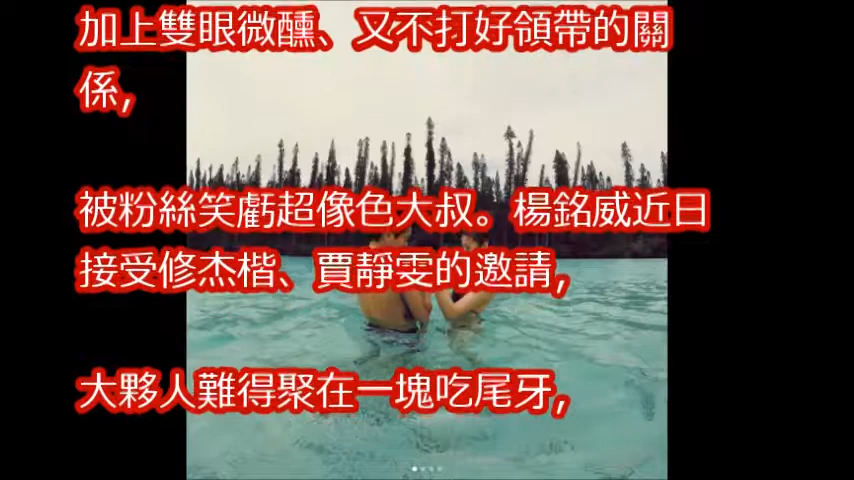 加上雙眼微醺、又不打好領帶的關
係，
被粉絲笑虧超像色大叔。楊銘威近日
接受修杰楷、賈靜雯的邀請，
大夥人難得聚在一塊吃尾牙，